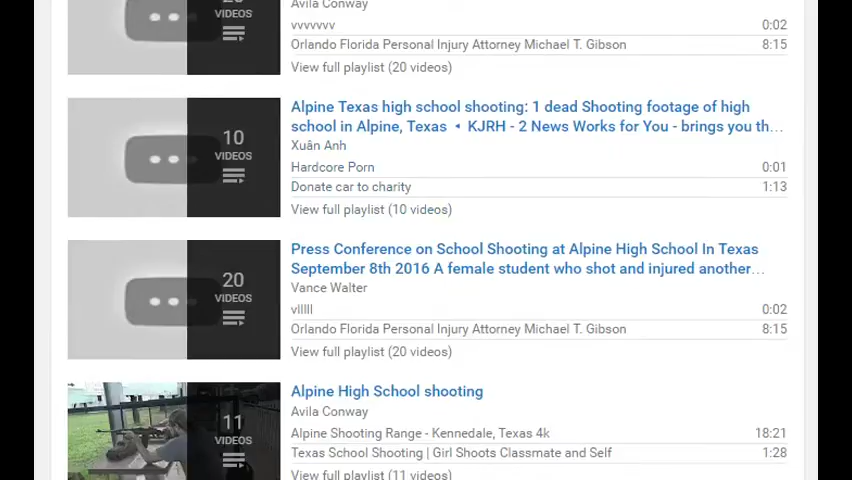 Avila Conway
VIDEOS
vvvvvvv 0:02
Orlando Florida Personal Injury Attorney Michael T. Gibson 8:15
View full playlist (20 videos)
10
VIDEOS
Alpine Texas high school shooting: 1 dead Shooting footage of high
school in Alpine, Texas ◂ KJRH - 2 News Works for You - brings you th...
Xuân Anh
Hardcore Porn 0:01
Donate car to charity 1:13
View full playlist (10 videos)
20
VIDEOS
Press Conference on School Shooting at Alpine High School In Texas
September 8th 2016 A female student who shot and injured another...
Vance Walter
vlllll 0:02
Orlando Florida Personal Injury Attorney Michael T. Gibson 8:15
View full playlist (20 videos)
11
VIDEOS
Alpine High School shooting
Avila Conway
Alpine Shooting Range - Kennedale, Texas 4k 18:21
Texas School Shooting | Girl Shoots Classmate and Self 1:28
View full playlist (11 videos)